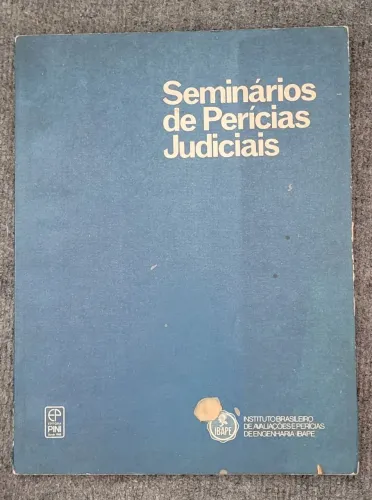 Seminários
de Perícias
Judiciais
PINI
IBAPE
INSTITUTO BRASILEIRO
DE AVALIAÇÕES E PERÍCIAS
DE ENGENHARIA IBAPE